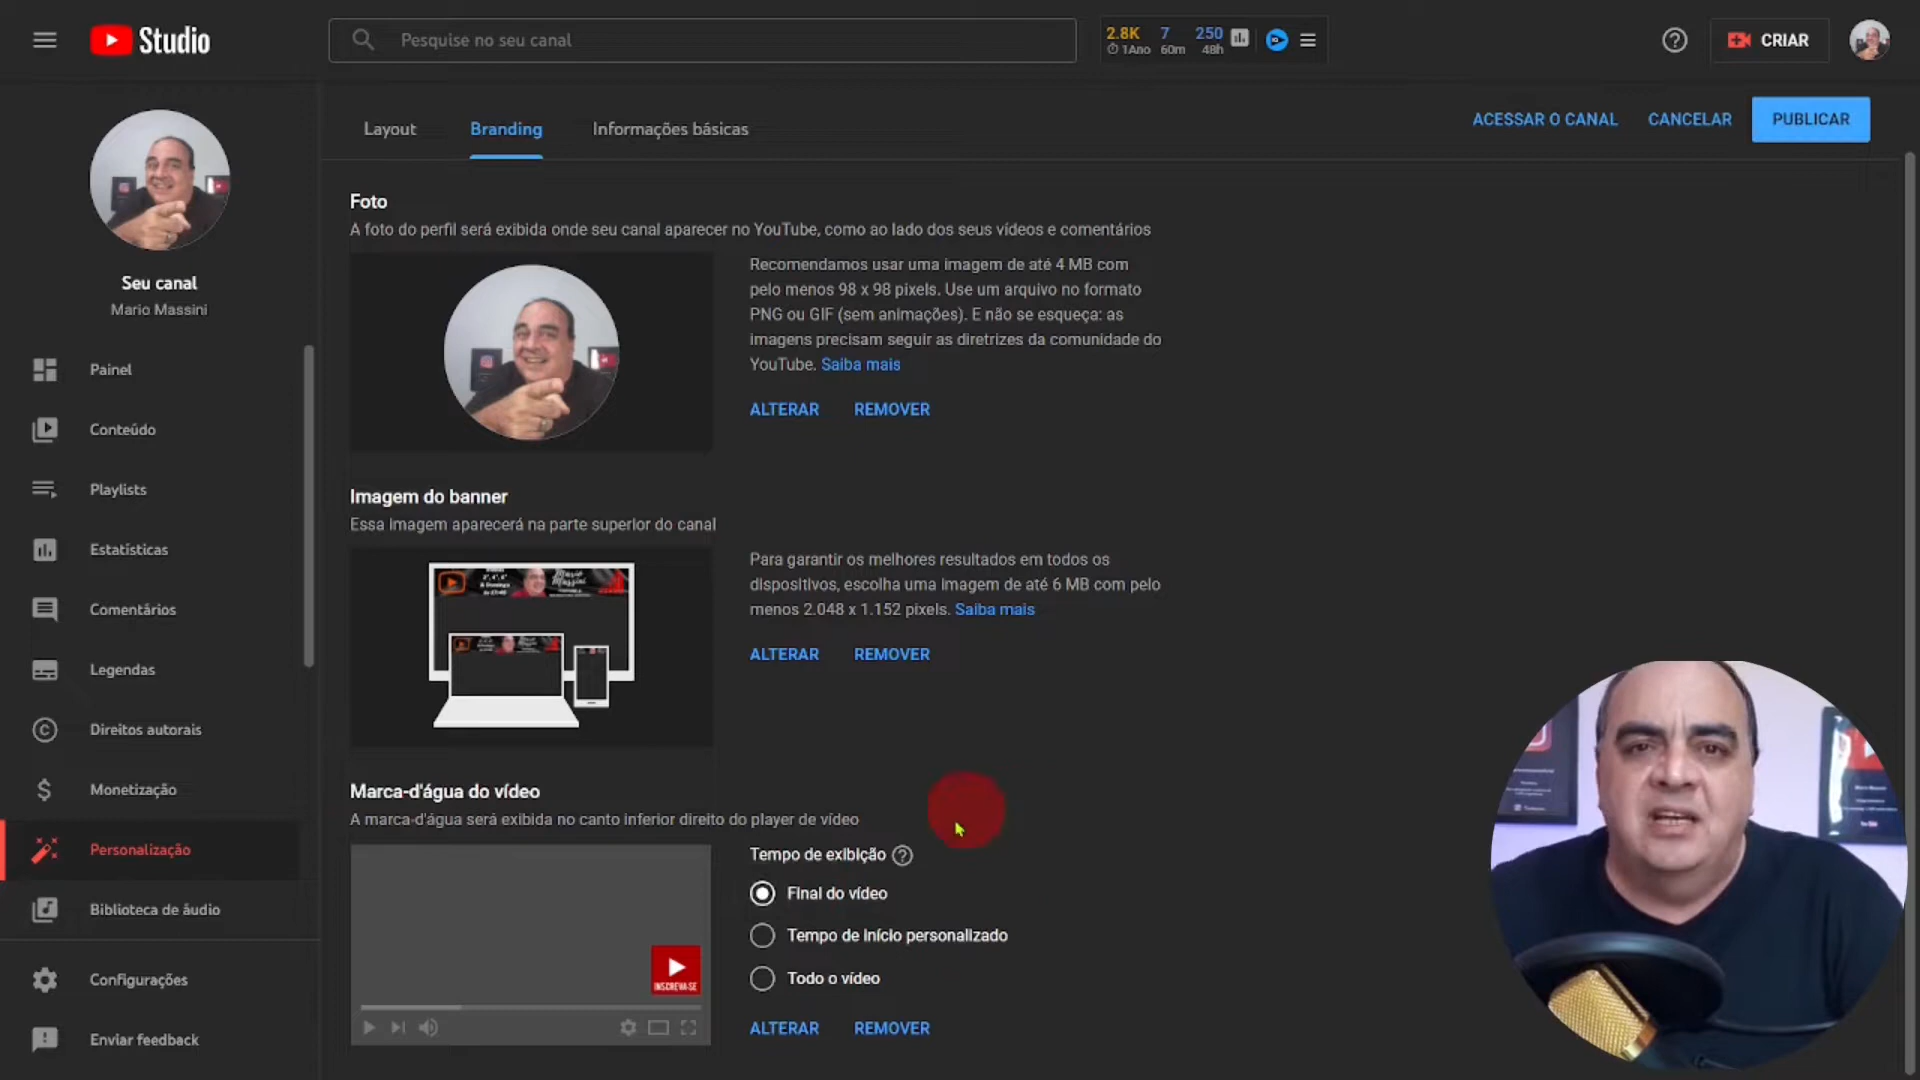 Studio
Pesquise no seu canal
2.8K 7 250
1Ano 60m 48h
CRIAR
Seu canal
Mario Massini
Painel
Conteúdo
Playlists
Estatísticas
Comentários
Legendas
Direitos autorais
Monetização
Personalização
Biblioteca de áudio
Configurações
Enviar feedback
Layout Branding Informações básicas
ACESSAR O CANAL CANCELAR PUBLICAR
Foto
A foto do perfil será exibida onde seu canal aparecer no YouTube, como ao lado dos seus vídeos e comentários
Recomendamos usar uma imagem de até 4 MB com
pelo menos 98 x 98 pixels. Use um arquivo no formato
PNG ou GIF (sem animações). E não se esqueça: as
imagens precisam seguir as diretrizes da comunidade do
YouTube. Saiba mais
ALTERAR REMOVER
Imagem do banner
Essa imagem aparecerá na parte superior do canal
Mario
Massini
Para garantir os melhores resultados em todos os
dispositivos, escolha uma imagem de até 6 MB com pelo
menos 2.048 x 1.152 pixels. Saiba mais
ALTERAR REMOVER
Marca-d'água do vídeo
A marca-d'água será exibida no canto inferior direito do player de vídeo
INSCREVA-SE
Tempo de exibição
Final do vídeo
Tempo de início personalizado
Todo o vídeo
ALTERAR REMOVER